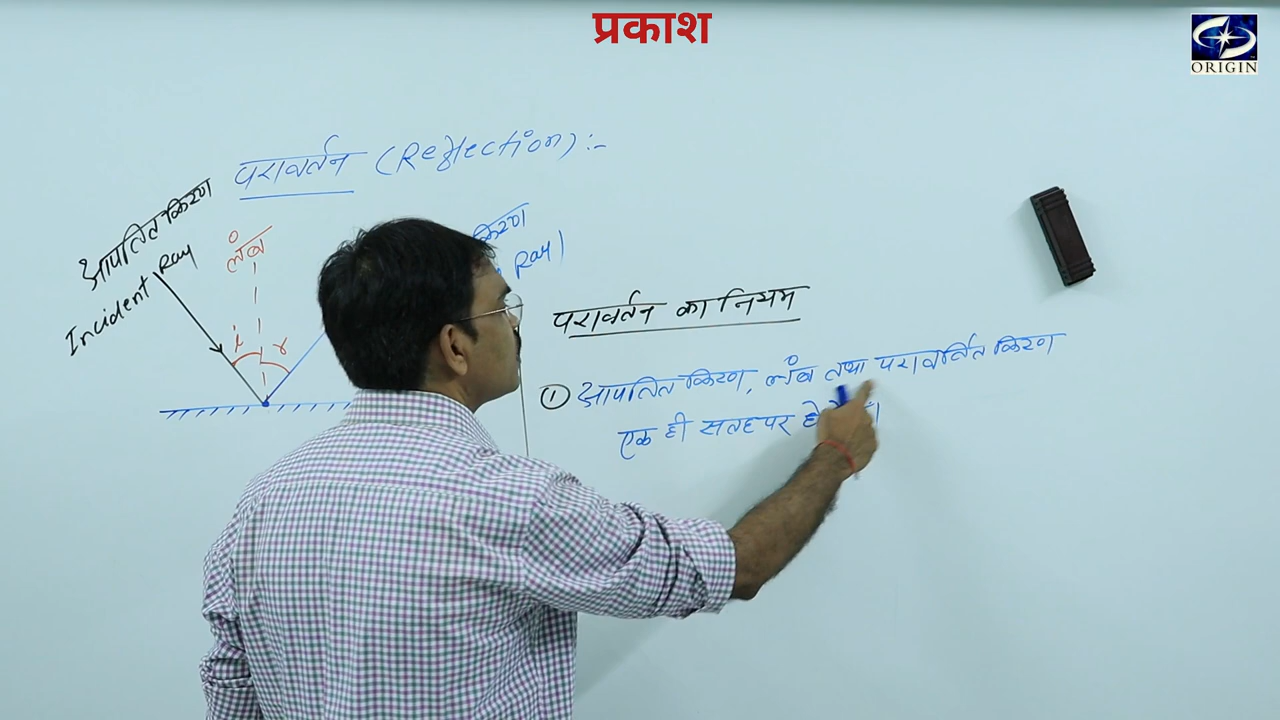 प्रकाश
ORIGIN
परावर्तन (Reflection) :-
आपतित किरण
Incident Ray
लंब
किरण
Ray)
i r
परावर्तन का नियम
① आपतित किरण, लंब तथा परावर्तित किरण
एक ही सतह पर